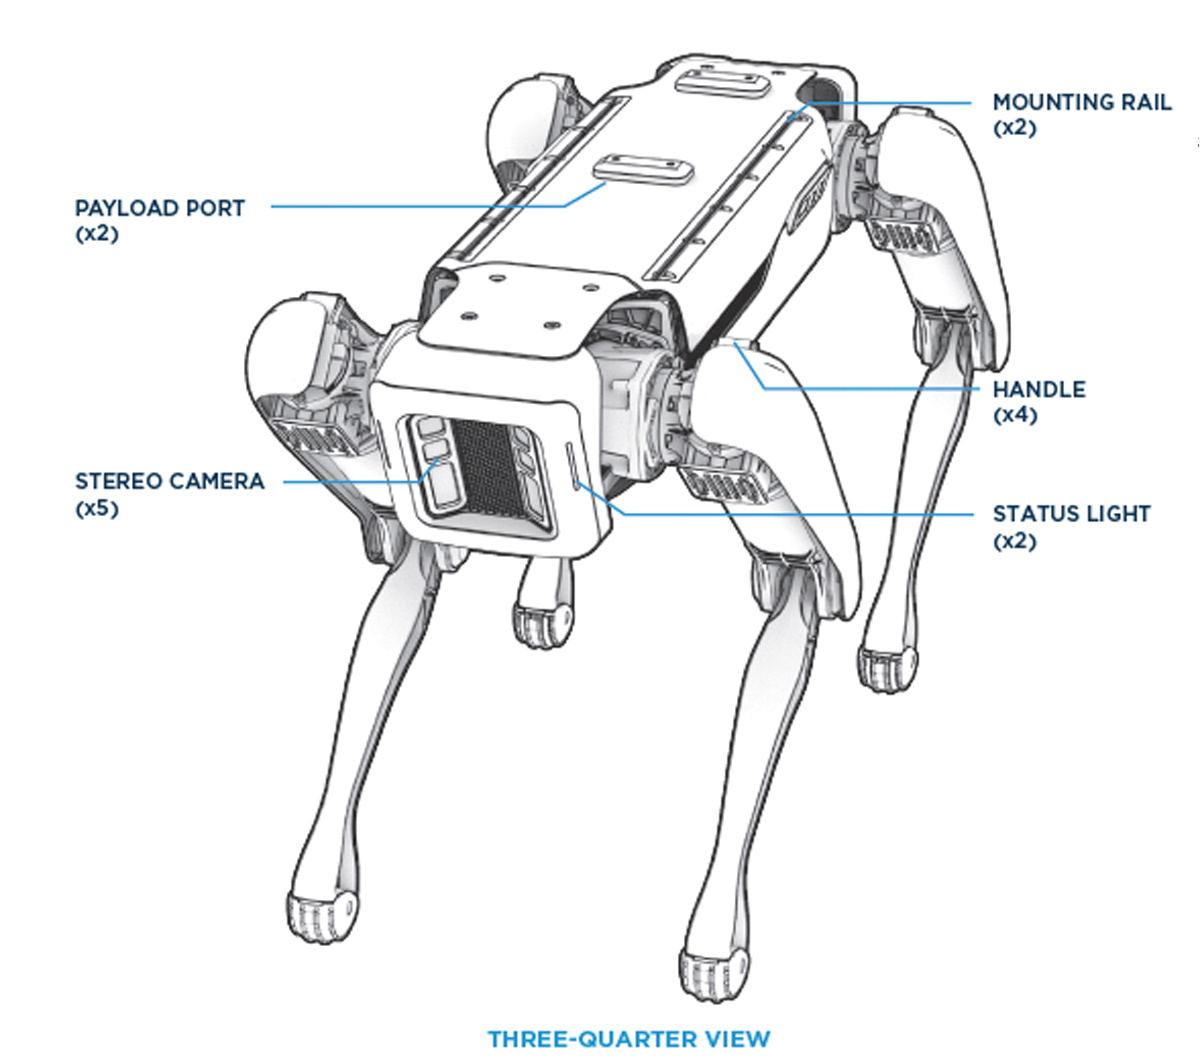 MOUNTING RAIL
(x2)
PAYLOAD PORT
(x2)
HANDLE
(x4)
STEREO CAMERA
(x5)
STATUS LIGHT
(x2)
THREE-QUARTER VIEW